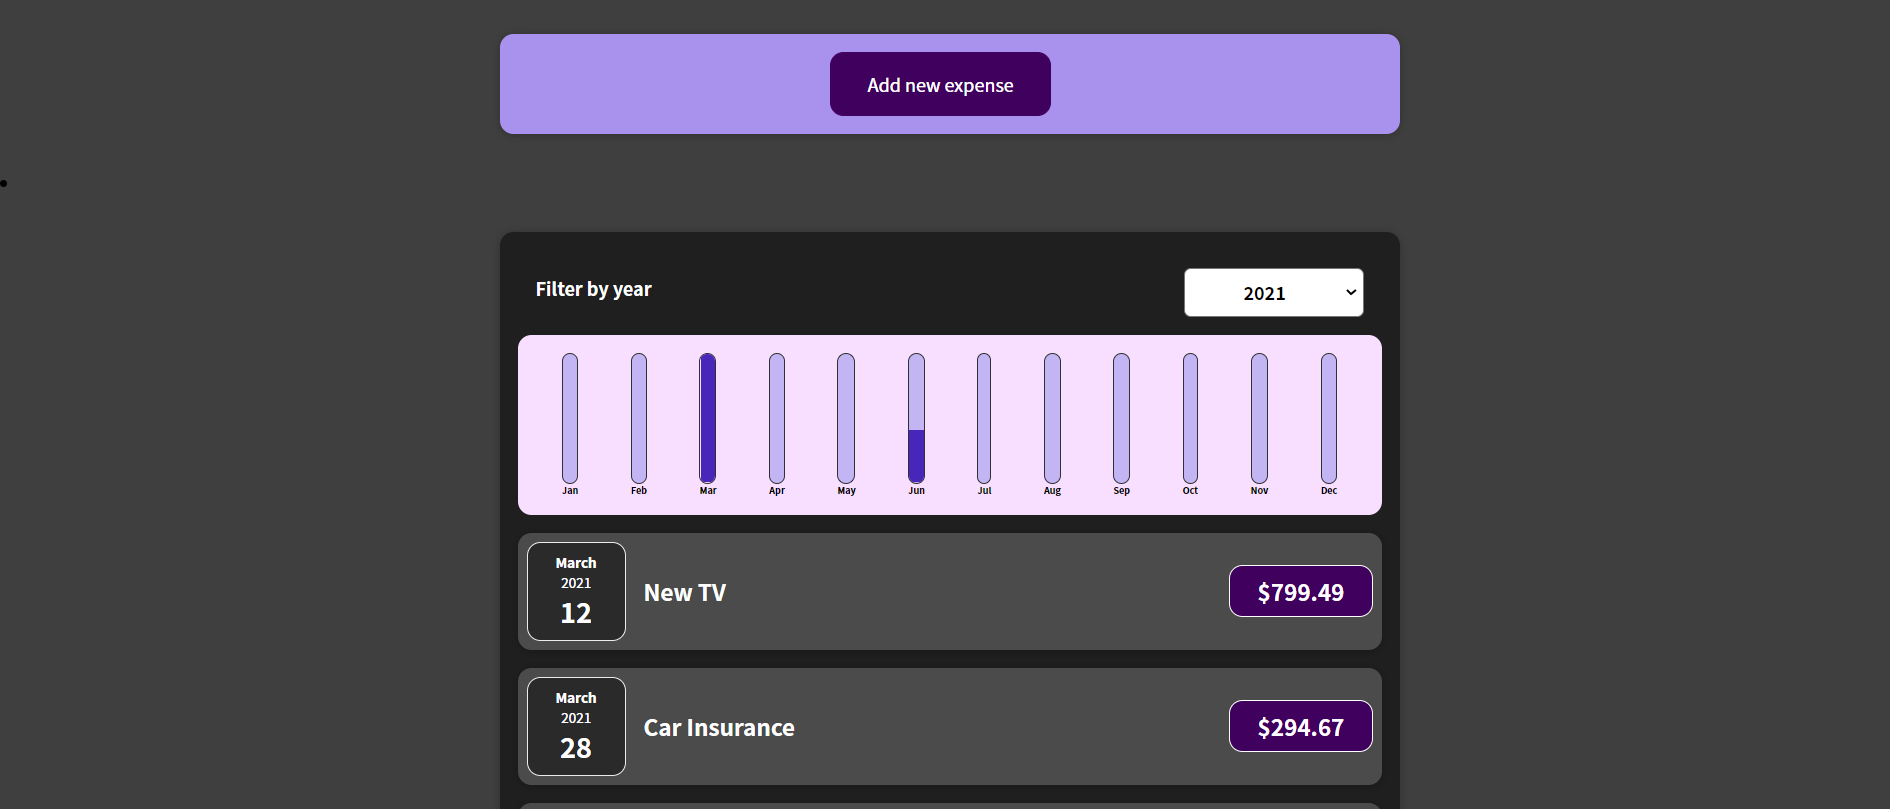 Add new expense
Filter by year
2021
Jan Feb Mar Apr May Jun Jul Aug Sep Oct Nov Dec
March
2021
12
New TV
$799.49
March
2021
28
Car Insurance
$294.67